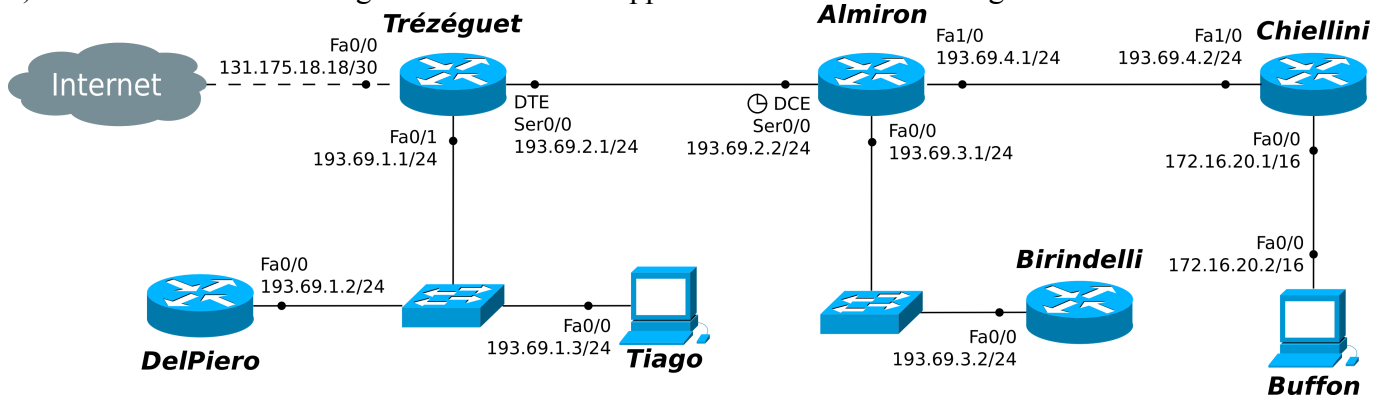 Trézéguet
Almiron
Chiellini
Fa0/0
131.175.18.18/30
Internet
Fa1/0
193.69.4.1/24
Fa1/0
193.69.4.2/24
DTE
Ser0/0
193.69.2.1/24
DCE
Ser0/0
193.69.2.2/24
Fa0/1
193.69.1.1/24
Fa0/0
193.69.3.1/24
Fa0/0
172.16.20.1/16
Fa0/0
193.69.1.2/24
DelPiero
Fa0/0
193.69.1.3/24
Tiago
Birindelli
Fa0/0
193.69.3.2/24
Fa0/0
172.16.20.2/16
Buffon